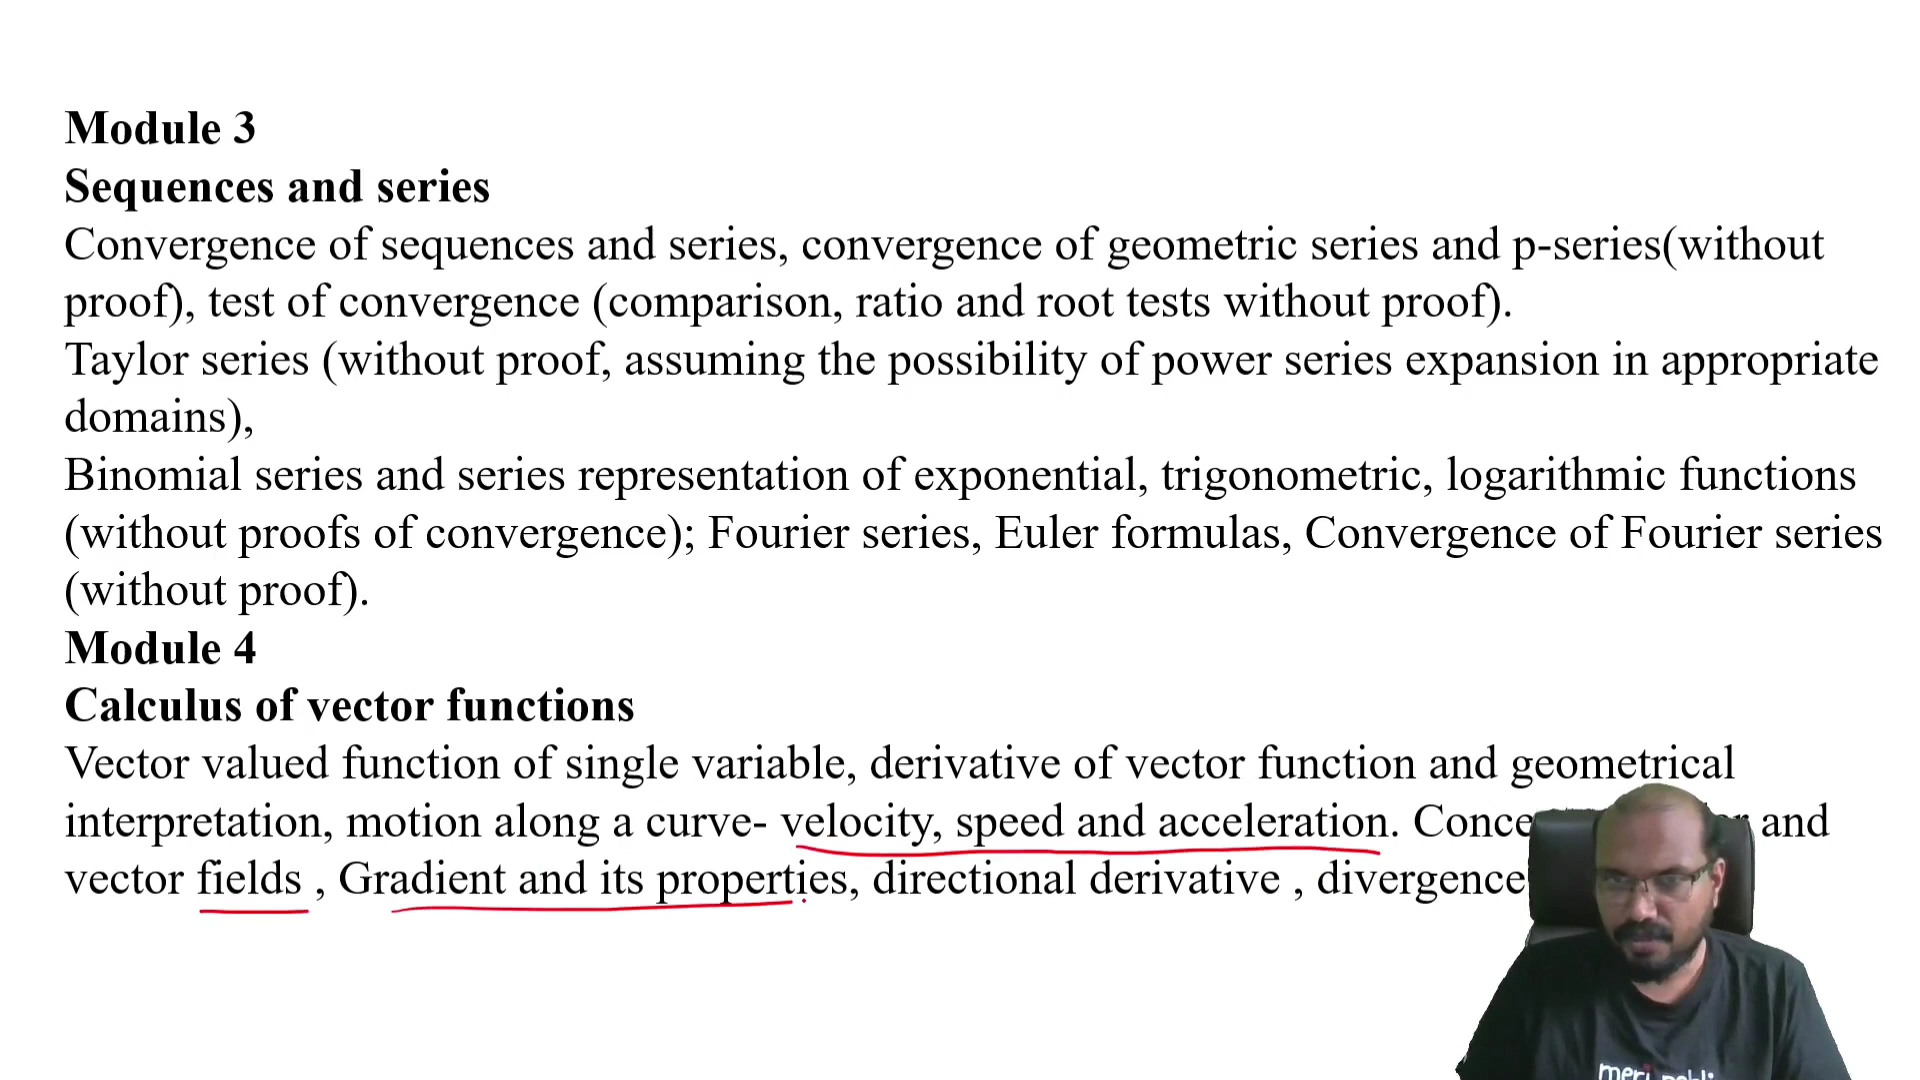 Module 3
Sequences and series
Convergence of sequences and series, convergence of geometric series and p-series(without
proof), test of convergence (comparison, ratio and root tests without proof).
Taylor series (without proof, assuming the possibility of power series expansion in appropriate
domains),
Binomial series and series representation of exponential, trigonometric, logarithmic functions
(without proofs of convergence); Fourier series, Euler formulas, Convergence of Fourier series
(without proof).
Module 4
Calculus of vector functions
Vector valued function of single variable, derivative of vector function and geometrical
interpretation, motion along a curve- velocity, speed and acceleration. and
vector fields , Gradient and its properties, directional derivative , divergence
meri